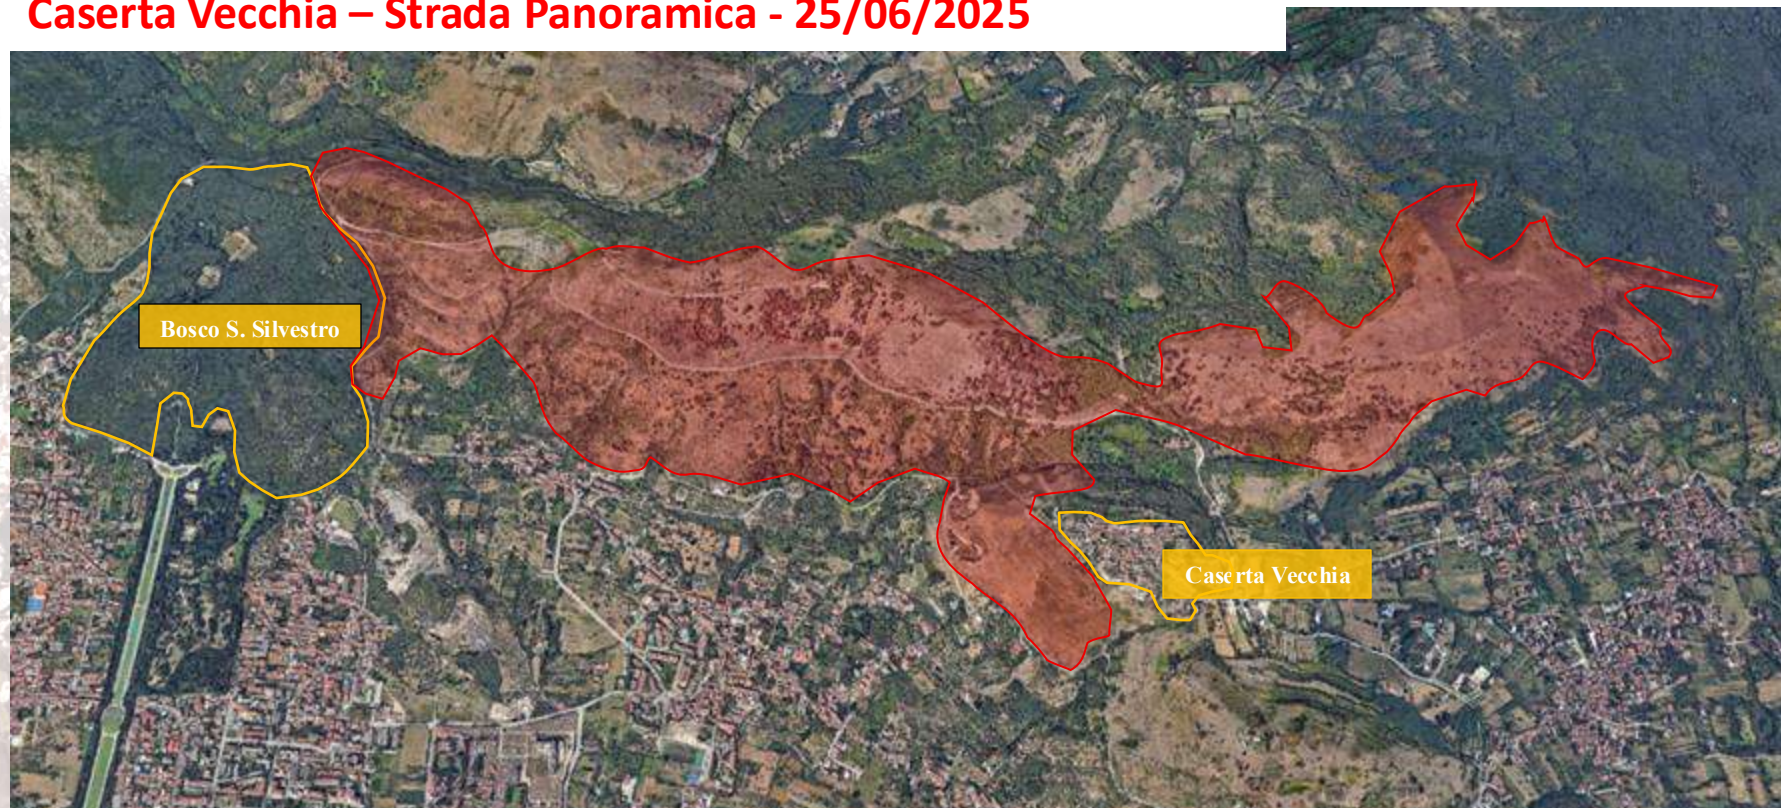 Caserta Vecchia – Strada Panoramica - 25/06/2025
Bosco S. Silvestro
Caserta Vecchia